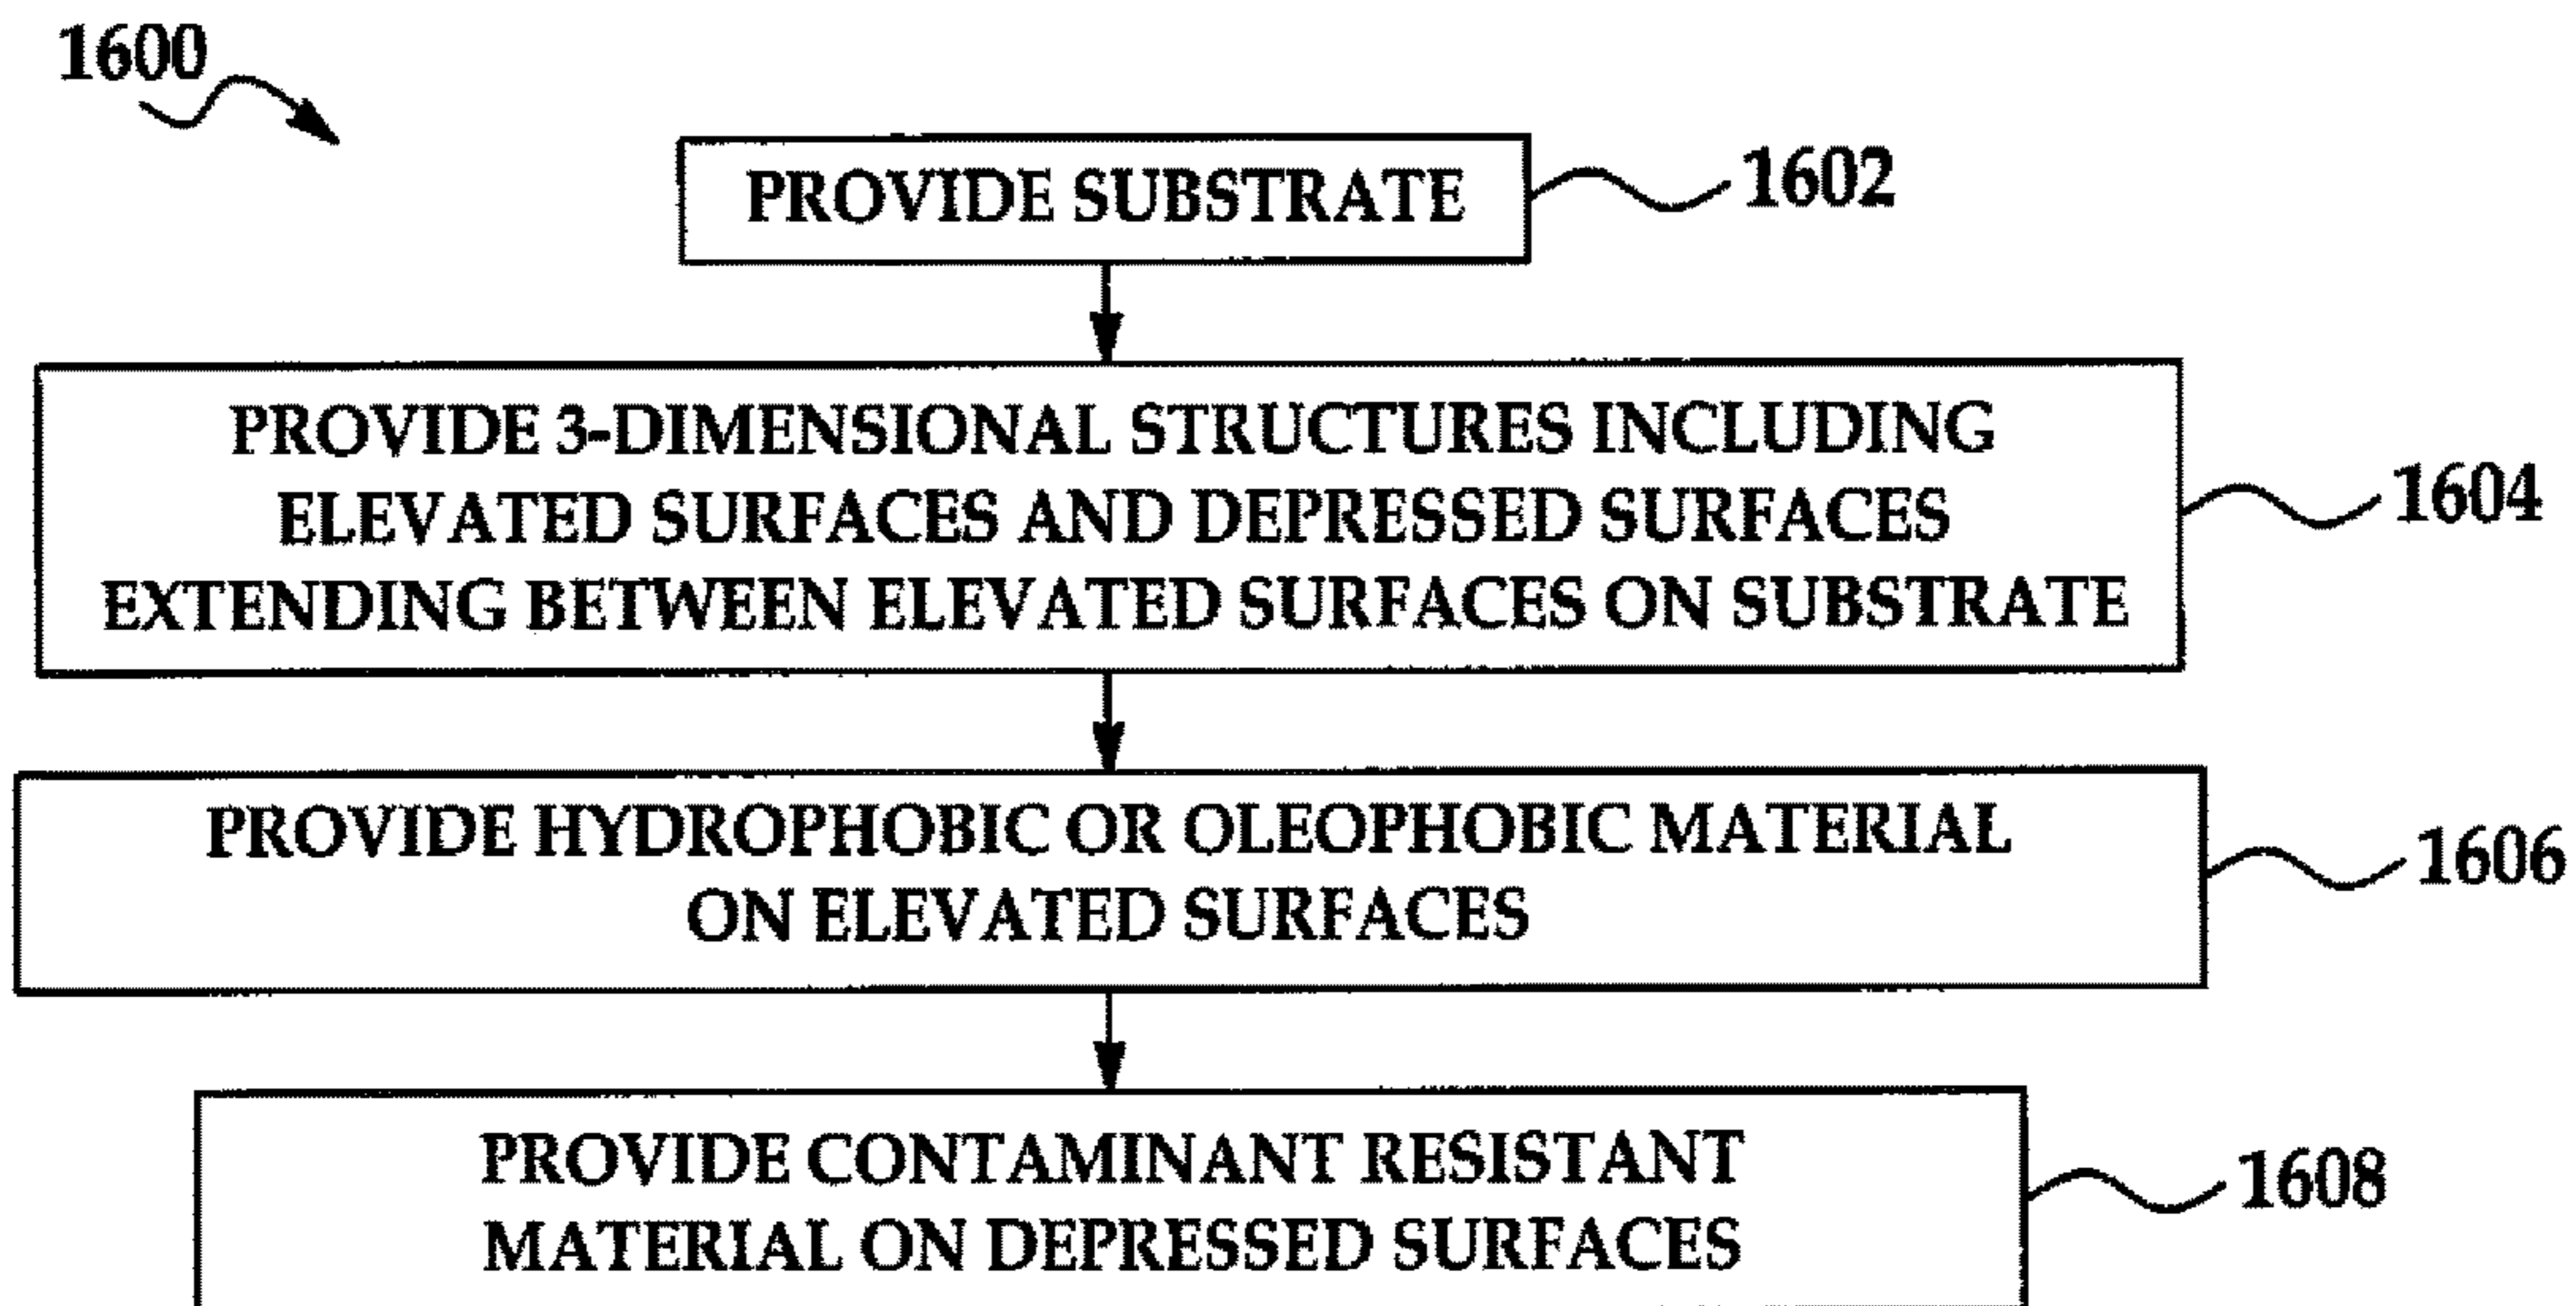 1600
PROVIDE SUBSTRATE
1602
PROVIDE 3-DIMENSIONAL STRUCTURES INCLUDING
ELEVATED SURFACES AND DEPRESSED SURFACES
EXTENDING BETWEEN ELEVATED SURFACES ON SUBSTRATE
1604
PROVIDE HYDROPHOBIC OR OLEOPHOBIC MATERIAL
ON ELEVATED SURFACES
1606
PROVIDE CONTAMINANT RESISTANT
MATERIAL ON DEPRESSED SURFACES
1608